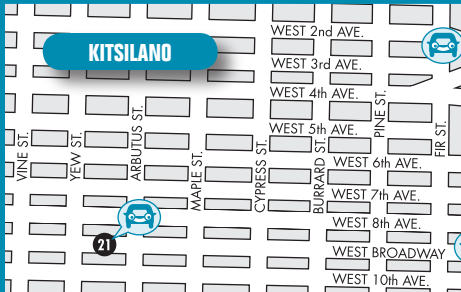 WEST 2nd AVE.
KITSILANO
WEST 3rd AVE.
WEST 4th AVE.
WEST 5th AVE.
VINE ST.
YEW ST.
ARBUTUS ST.
MAPLE ST.
CYPRESS ST.
BURRARD ST.
PINE ST.
FIR ST.
WEST 6th AVE.
WEST 7th AVE.
WEST 8th AVE.
21
WEST BROADWAY
WEST 10th AVE.